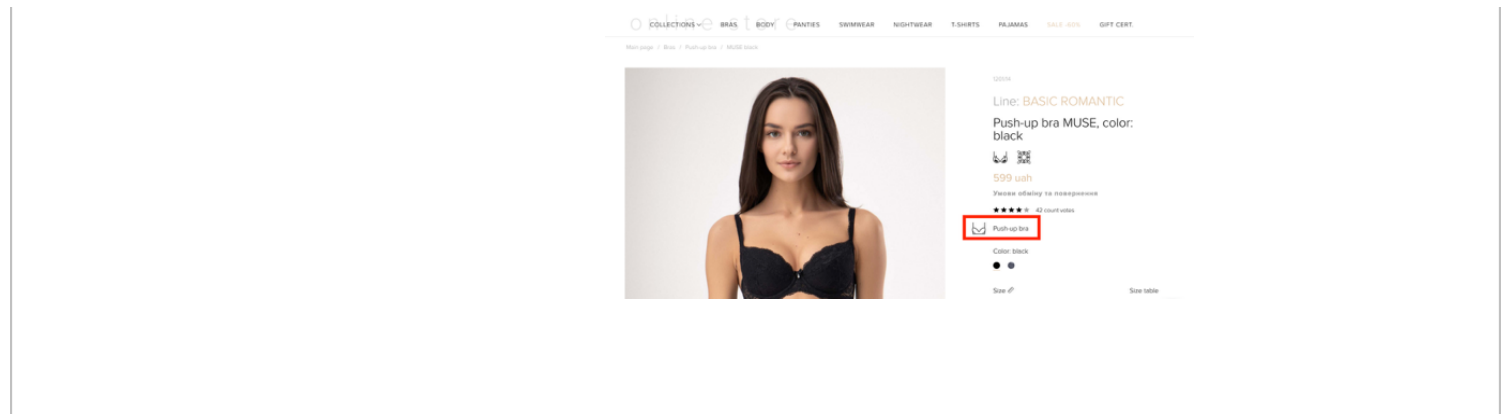 online store
COLLECTIONS BRAS BODY PANTIES SWIMWEAR NIGHTWEAR T-SHIRTS PAJAMAS SALE -60% GIFT CERT.
Main page / Bras / Push-up bra / MUSE black
Line: BASIC ROMANTIC
Push-up bra MUSE, color:
black
599 uah
Умови обміну та повернення
42 count votes
Push-up bra
Color: black
Size Size table